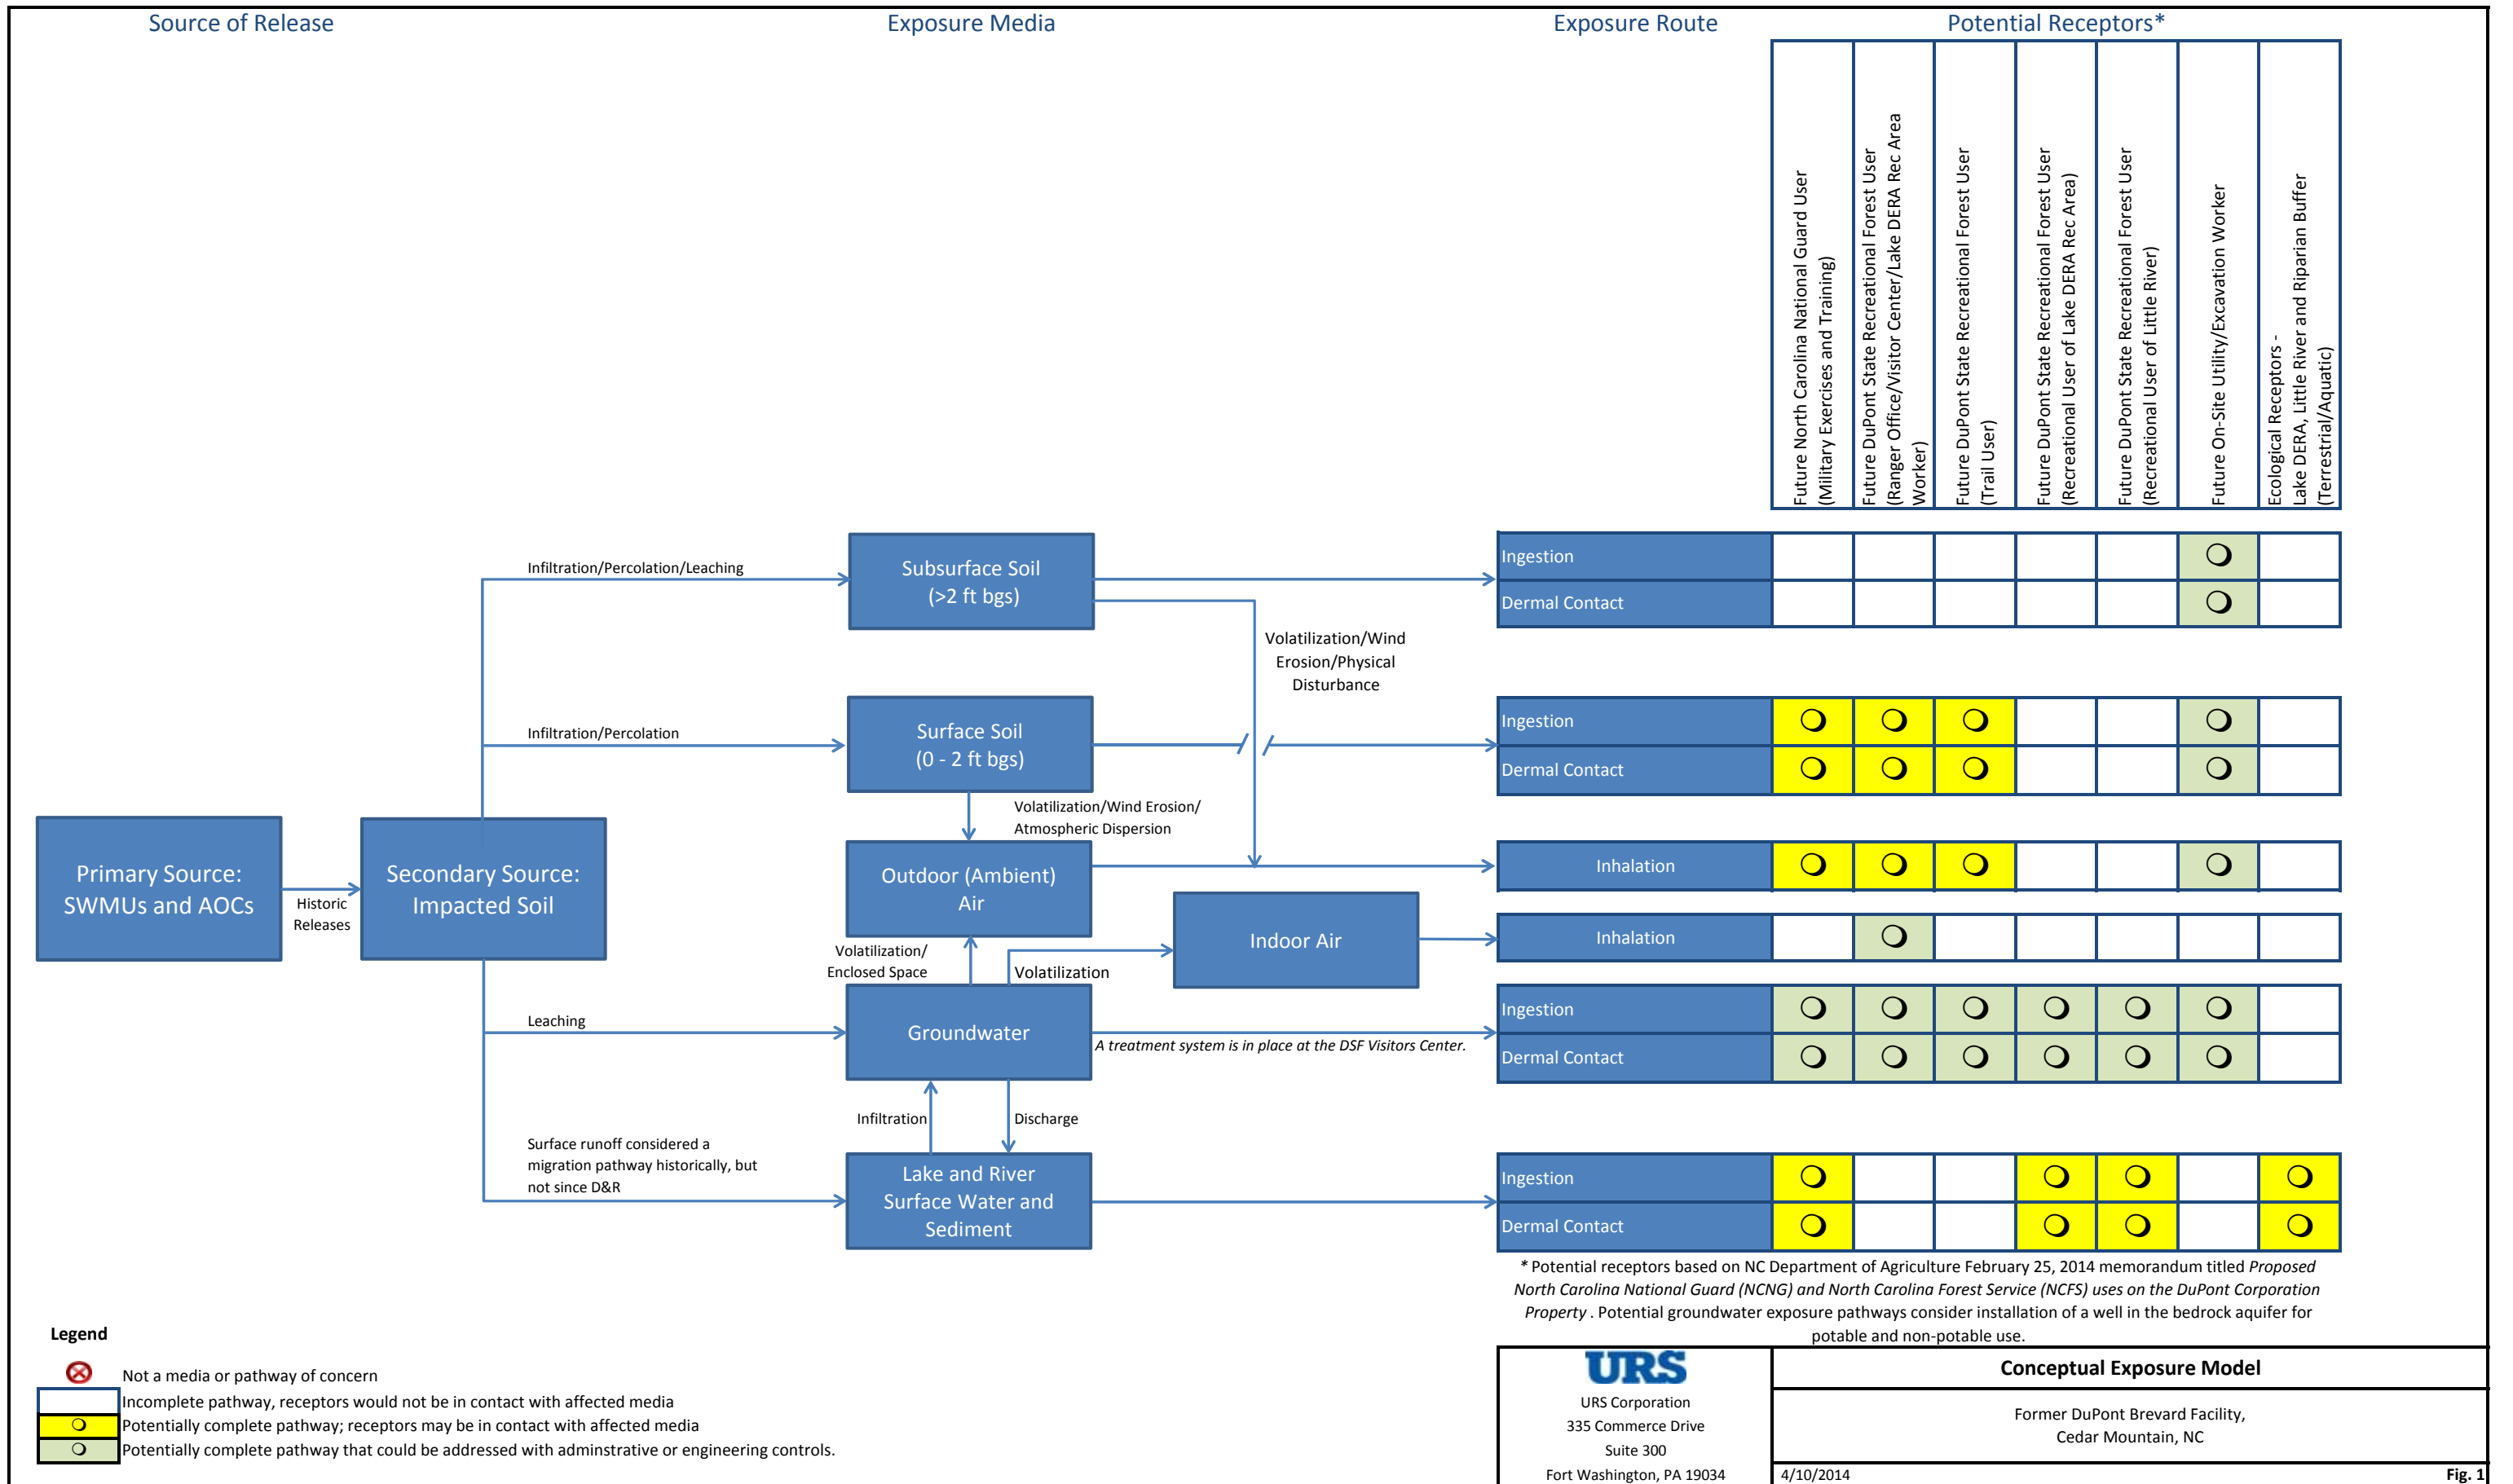 Source of Release
Exposure Media
Exposure Route
Potential Receptors*
Future North Carolina National Guard User
(Military Exercises and Training)
Future DuPont State Recreational Forest User
(Ranger Office/Visitor Center/Lake DERA Rec Area
Worker)
Future DuPont State Recreational Forest User
(Trail User)
Future DuPont State Recreational Forest User
(Recreational User of Lake DERA Rec Area)
Future DuPont State Recreational Forest User
(Recreational User of Little River)
Future On-Site Utility/Excavation Worker
Ecological Receptors -
Lake DERA, Little River and Riparian Buffer
(Terrestrial/Aquatic)
Infiltration/Percolation/Leaching
Subsurface Soil
(>2 ft bgs)
Ingestion
Dermal Contact
Volatilization/Wind
Erosion/Physical
Disturbance
Infiltration/Percolation
Surface Soil
(0 - 2 ft bgs)
Ingestion
Dermal Contact
Volatilization/Wind Erosion/
Atmospheric Dispersion
Primary Source:
SWMUs and AOCs
Historic
Releases
Secondary Source:
Impacted Soil
Outdoor (Ambient)
Air
Inhalation
Indoor Air
Inhalation
Volatilization/
Enclosed Space
Volatilization
Leaching
Groundwater
A treatment system is in place at the DSF Visitors Center.
Ingestion
Dermal Contact
Infiltration
Discharge
Surface runoff considered a
migration pathway historically, but
not since D&R
Lake and River
Surface Water and
Sediment
Ingestion
Dermal Contact
* Potential receptors based on NC Department of Agriculture February 25, 2014 memorandum titled Proposed
North Carolina National Guard (NCNG) and North Carolina Forest Service (NCFS) uses on the DuPont Corporation
Property . Potential groundwater exposure pathways consider installation of a well in the bedrock aquifer for
potable and non-potable use.
Legend
Not a media or pathway of concern
Incomplete pathway, receptors would not be in contact with affected media
Potentially complete pathway; receptors may be in contact with affected media
Potentially complete pathway that could be addressed with adminstrative or engineering controls.
URS
URS Corporation
335 Commerce Drive
Suite 300
Fort Washington, PA 19034
Conceptual Exposure Model
Former DuPont Brevard Facility,
Cedar Mountain, NC
4/10/2014
Fig. 1